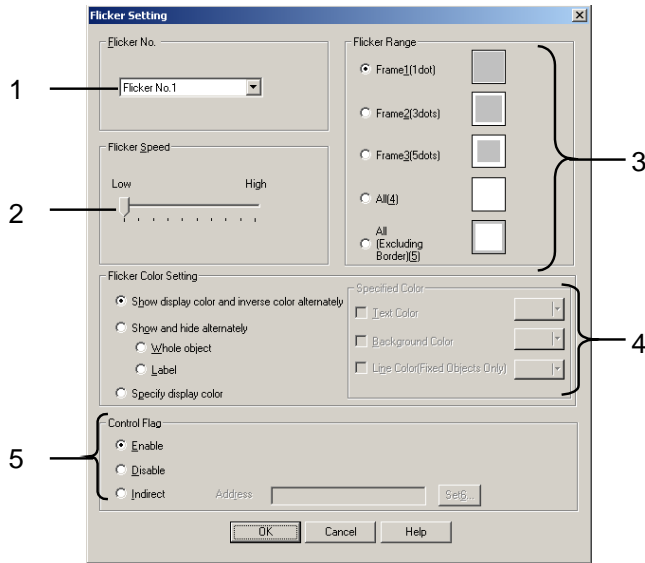 Flicker Setting
Flicker No.
Flicker No.1
1
Flicker Speed
Low High
2
Flicker Range
Frame1(1dot)
Frame2(3dots)
Frame3(5dots)
All(4)
All
(Excluding
Border)(5)
3
Flicker Color Setting
Show display color and inverse color alternately
Show and hide alternately
Whole object
Label
Specify display color
Specified Color
Text Color
Background Color
Line Color(Fixed Objects Only)
4
Control Flag
Enable
Disable
Indirect Address Set6...
5
OK Cancel Help